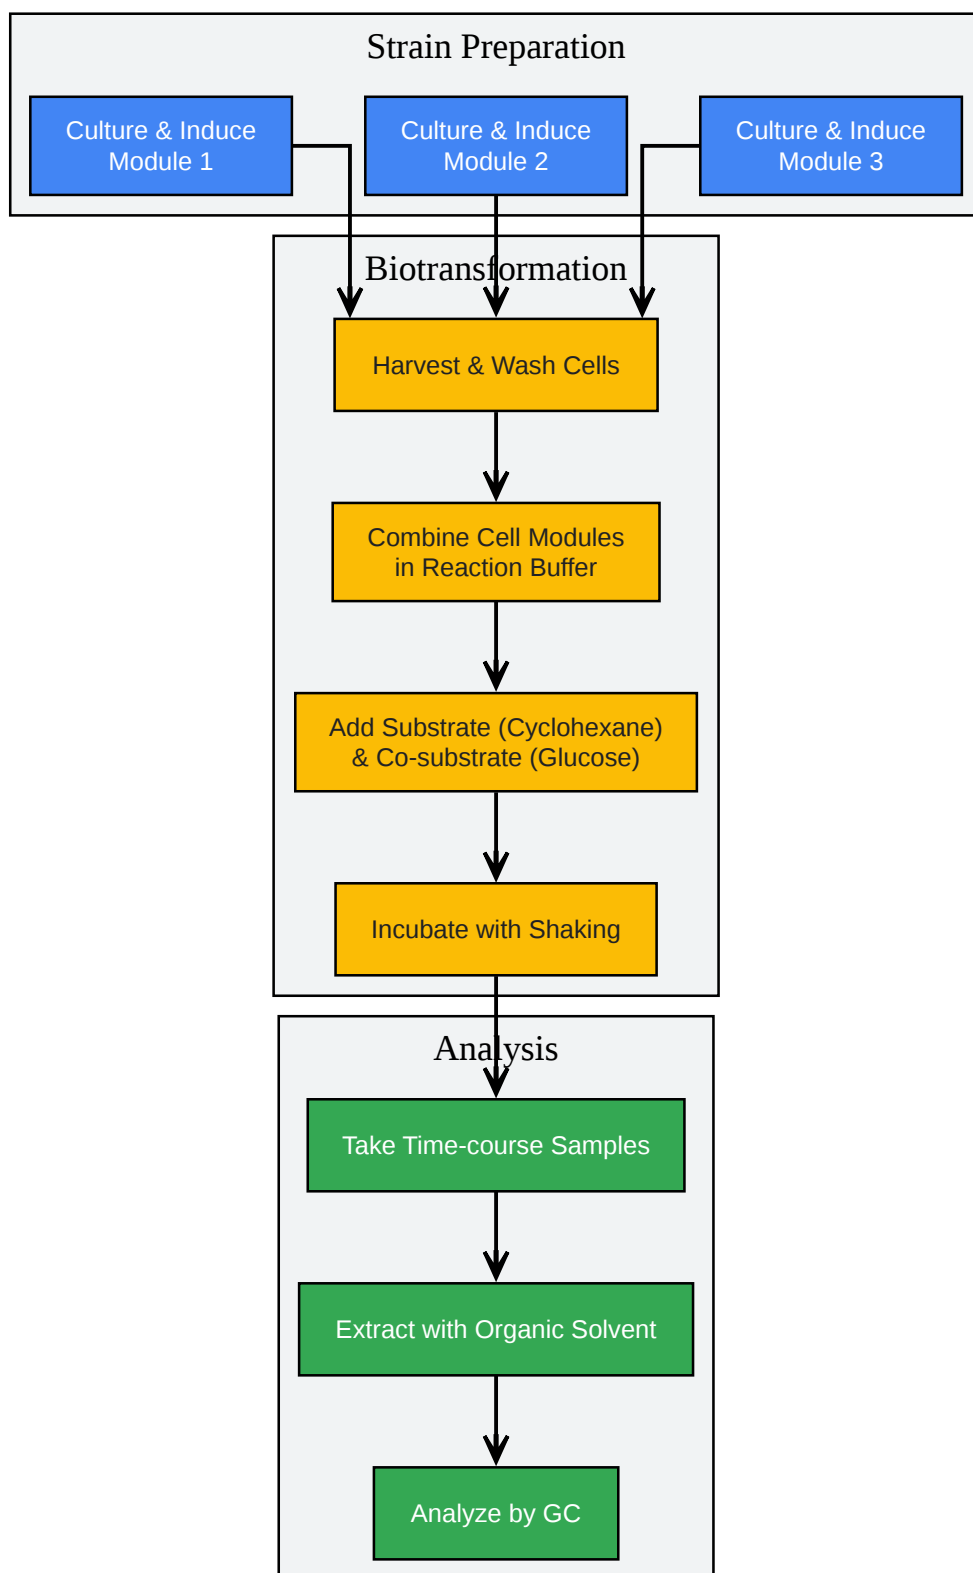 Strain Preparation
Culture & Induce
Module 1
Culture & Induce
Module 2
Culture & Induce
Module 3
Biotransformation
Harvest & Wash Cells
Combine Cell Modules
in Reaction Buffer
Add Substrate (Cyclohexane)
& Co-substrate (Glucose)
Incubate with Shaking
Analysis
Take Time-course Samples
Extract with Organic Solvent
Analyze by GC